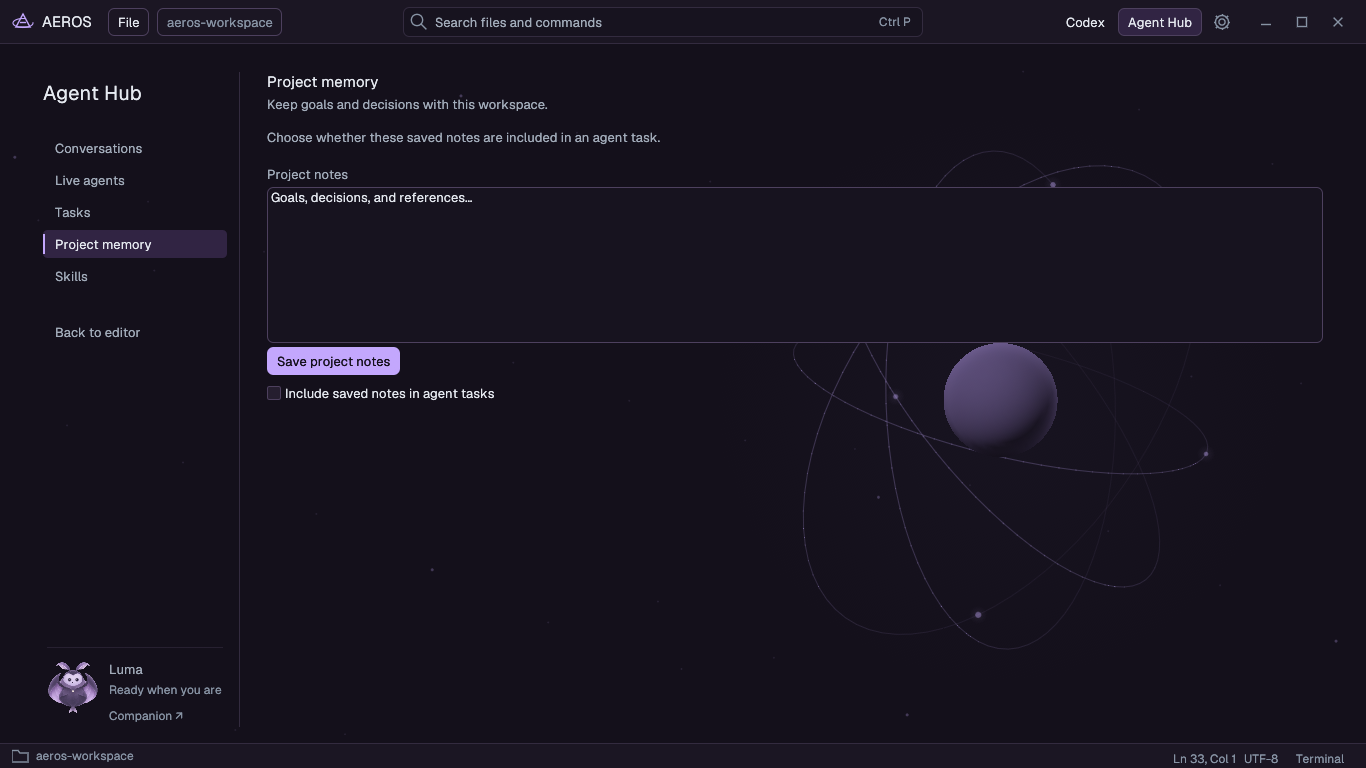 AEROS
File
aeros-workspace
Search files and commands
Ctrl P
Codex
Agent Hub
Agent Hub
Conversations
Live agents
Tasks
Project memory
Skills
Back to editor
Project memory
Keep goals and decisions with this workspace.
Choose whether these saved notes are included in an agent task.
Project notes
Goals, decisions, and references...
Save project notes
Include saved notes in agent tasks
Luma
Ready when you are
Companion ↗
aeros-workspace
Ln 33, Col 1 UTF-8 Terminal